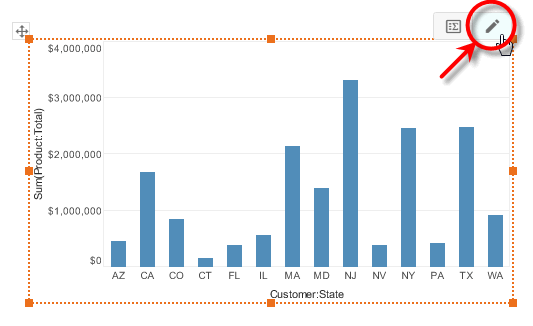 $4,000,000
$3,000,000
$2,000,000
$1,000,000
$0
Sum(Product:Total)
AZ CA CO CT FL IL MA MD NJ NV NY PA TX WA
Customer:State